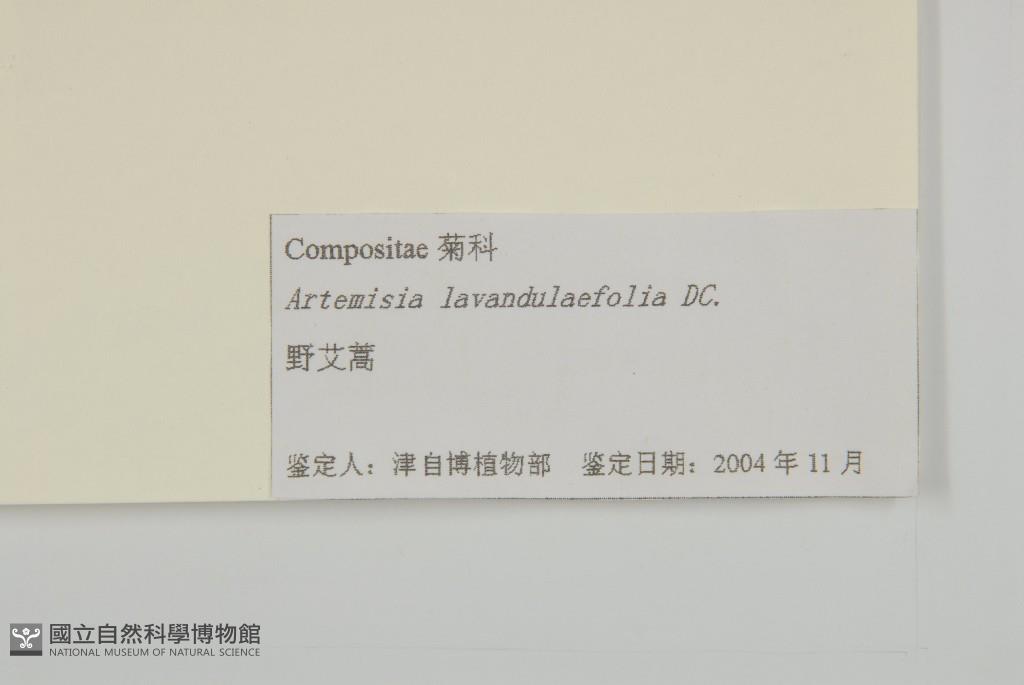 Compositae 菊科
Artemisia lavandulaefolia DC.
野艾蒿
鉴定人：津自博植物部 鉴定日期：2004 年 11 月
國立自然科學博物館
NATIONAL MUSEUM OF NATURAL SCIENCE